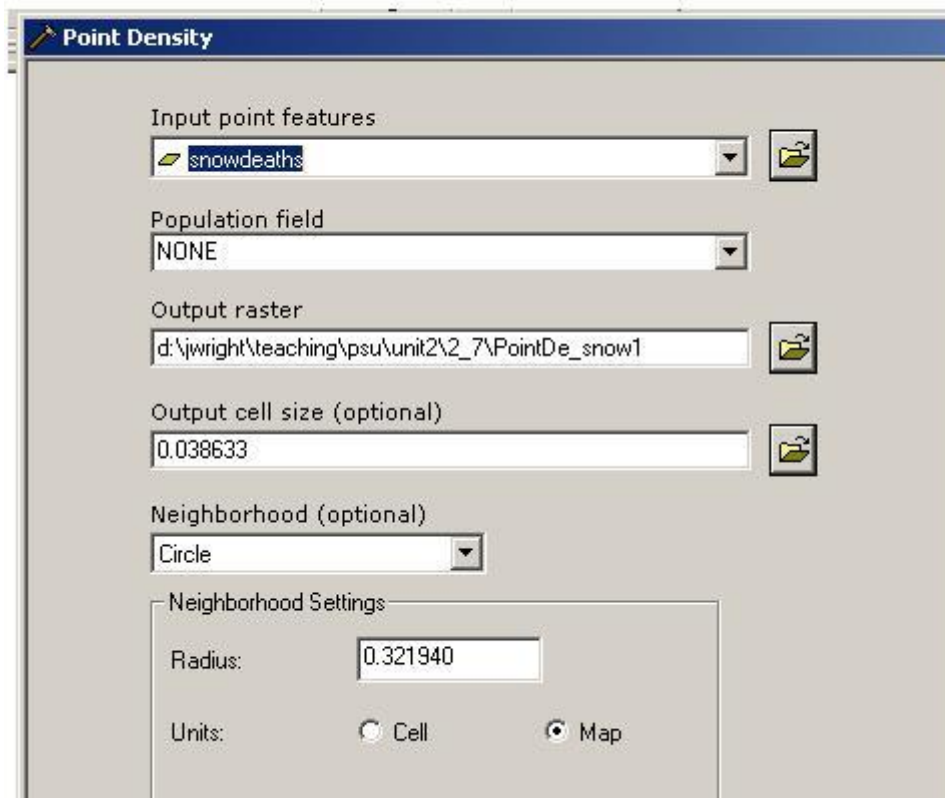 Point Density
Input point features
snowdeaths
Population field
NONE
Output raster
d:\jwright\teaching\psu\unit2\2_7\PointDe_snow1
Output cell size (optional)
0.038633
Neighborhood (optional)
Circle
Neighborhood Settings
Radius: 0.321940
Units: Cell Map